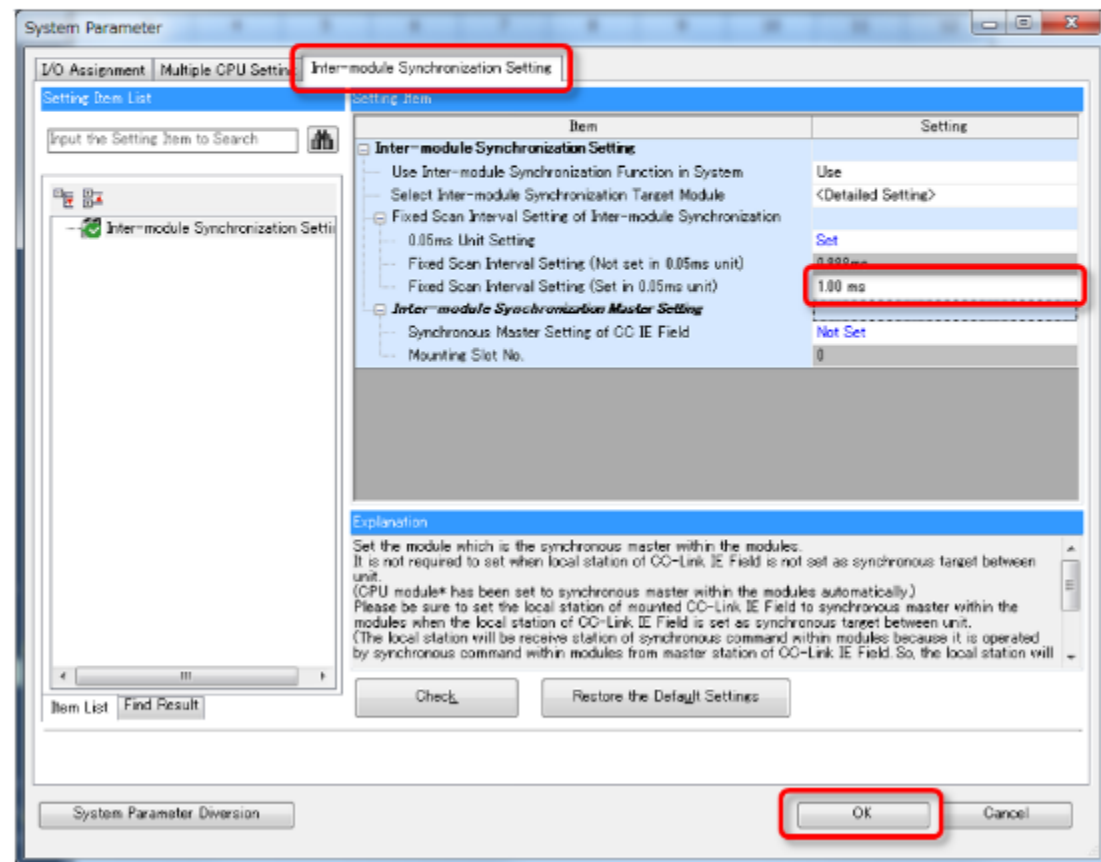 System Parameter
I/O Assignment
Multiple CPU Setting
Inter-module Synchronization Setting
Setting Item List
Input the Setting Item to Search
Inter-module Synchronization Setti
Item List
Find Result
Setting Item
Item Setting
Inter-module Synchronization Setting
Use Inter-module Synchronization Function in System Use
Select Inter-module Synchronization Target Module <Detailed Setting>
Fixed Scan Interval Setting of Inter-module Synchronization
0.05ms Unit Setting Set
Fixed Scan Interval Setting (Not set in 0.05ms unit) 0.888ms
Fixed Scan Interval Setting (Set in 0.05ms unit) 1.00 ms
Inter-module Synchronization Master Setting
Synchronous Master Setting of CC IE Field Not Set
Mounting Slot No. 0
Explanation
Set the module which is the synchronous master within the modules.
It is not required to set when local station of CC-Link IE Field is not set as synchronous target between
unit.
(CPU module* has been set to synchronous master within the modules automatically.)
Please be sure to set the local station of mounted CC-Link IE Field to synchronous master within the
modules when the local station of CC-Link IE Field is set as synchronous target between unit.
(The local station will be receive station of synchronous command within modules because it is operated
by synchronous command within modules from master station of CC-Link IE Field. So, the local station will
Check
Restore the Default Settings
System Parameter Diversion
OK
Cancel